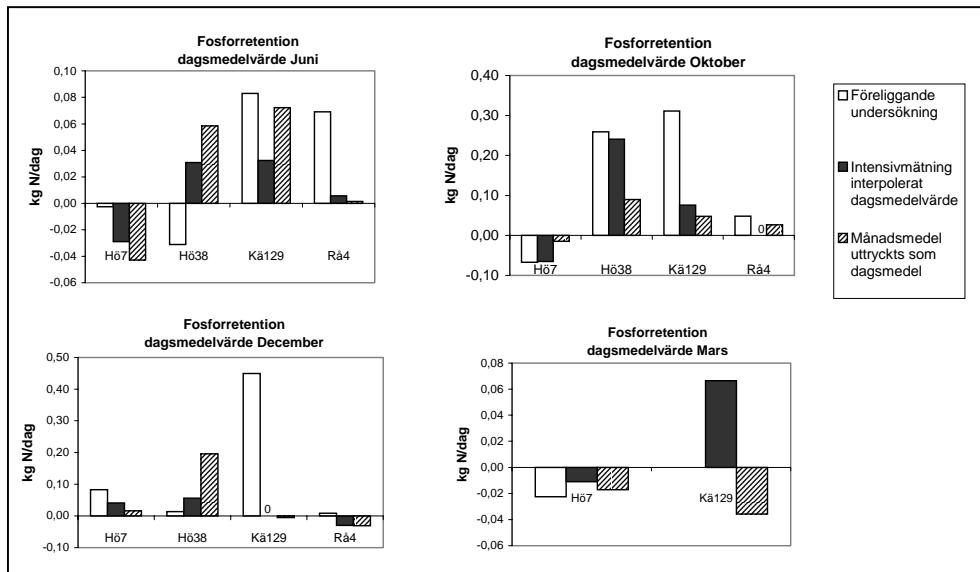 Fosforretention
dagsmedelvärde Juni
kg N/dag
0,10
0,08
0,06
0,04
0,02
0,00
-0,02
-0,04
-0,06
Hö7 Hö38 Kä129 Rå4
Fosforretention
dagsmedelvärde Oktober
kg N/dag
0,40
0,30
0,20
0,10
0,00
-0,10
0
Hö7 Hö38 Kä129 Rå4
Föreliggande
undersökning
Intensivmätning
interpolerat
dagsmedelvärde
Månadsmedel
uttryckts som
dagsmedel
Fosforretention
dagsmedelvärde December
kg N/dag
0,50
0,40
0,30
0,20
0,10
0,00
-0,10
0
Hö7 Hö38 Kä129 Rå4
Fosforretention
dagsmedelvärde Mars
kg N/dag
0,08
0,06
0,04
0,02
0,00
-0,02
-0,04
-0,06
Hö7 Kä129